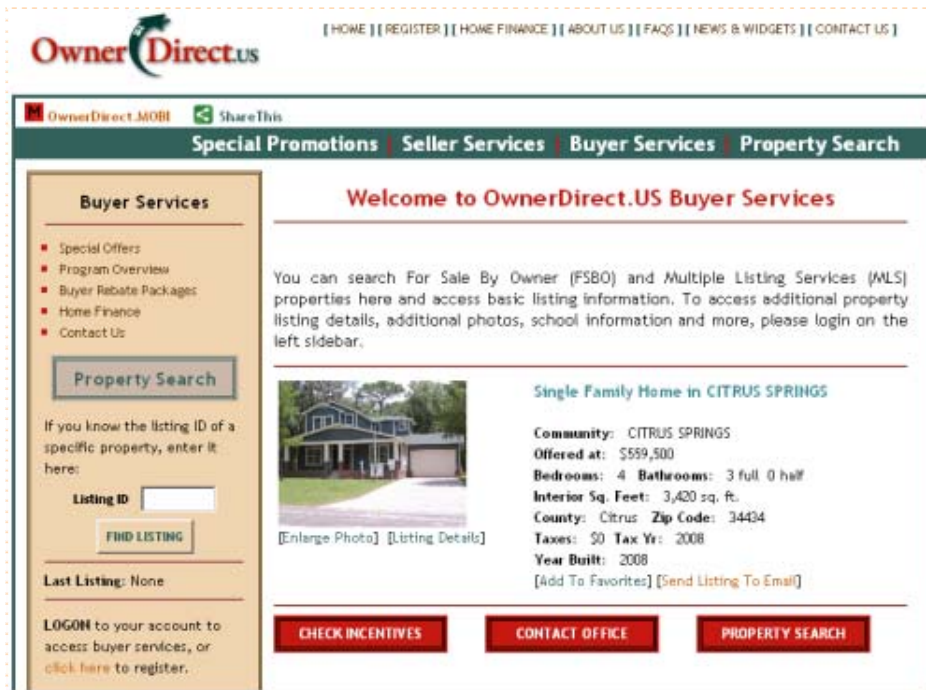 OwnerDirect.us
[ HOME ] [ REGISTER ] [ HOME FINANCE ] [ ABOUT US ] [ FAQS ] [ NEWS & WIDGETS ] [ CONTACT US ]
M OwnerDirect.MOBI ShareThis
Special Promotions | Seller Services | Buyer Services | Property Search
Buyer Services
Special Offers
Program Overview
Buyer Rebate Packages
Home Finance
Contact Us
Property Search
If you know the listing ID of a
specific property, enter it
here:
Listing ID
FIND LISTING
Last Listing: None
LOGON to your account to
access buyer services, or
click here to register.
Welcome to OwnerDirect.US Buyer Services
You can search For Sale By Owner (FSBO) and Multiple Listing Services (MLS)
properties here and access basic listing information. To access additional property
listing details, additional photos, school information and more, please login on the
left sidebar.
[Enlarge Photo] [Listing Details]
Single Family Home in CITRUS SPRINGS
Community: CITRUS SPRINGS
Offered at: $559,500
Bedrooms: 4 Bathrooms: 3 full 0 half
Interior Sq. Feet: 3,420 sq. ft.
County: Citrus Zip Code: 34434
Taxes: $0 Tax Yr: 2008
Year Built: 2008
[Add To Favorites] [Send Listing To Email]
CHECK INCENTIVES
CONTACT OFFICE
PROPERTY SEARCH